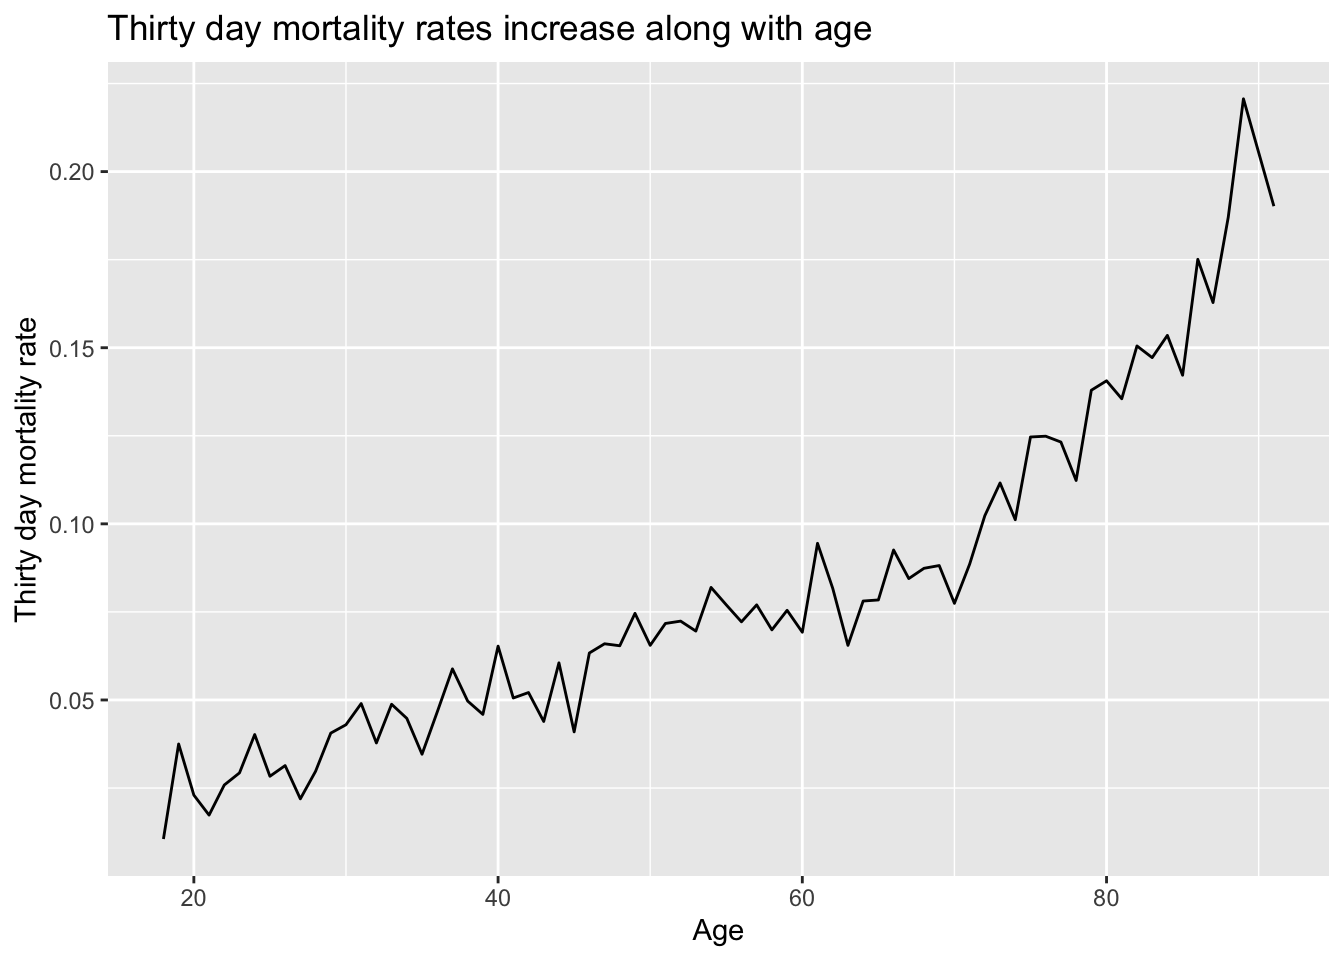 Thirty day mortality rates increase along with age
Thirty day mortality rate
0.20
0.15
0.10
0.05
20 40 60 80
Age